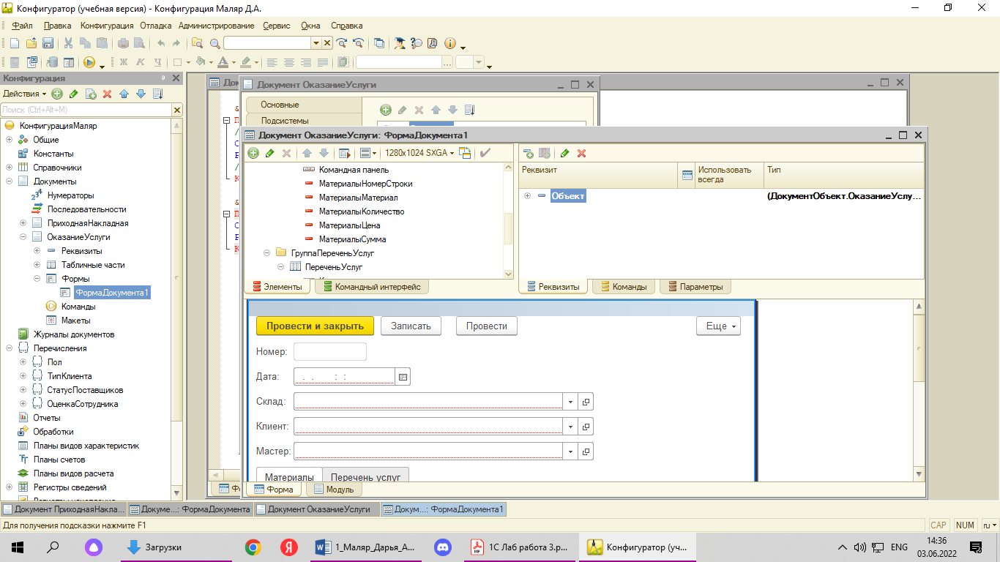 Конфигуратор (учебная версия) - Конфигурация Маляр Д.А.
Файл Правка Конфигурация Отладка Администрирование Сервис Окна Справка
Ж К Ч
Конфигурация
Действия
Поиск (Ctrl+Alt+M)
КонфигурацияМаляр
Общие
Константы
Справочники
Документы
Нумераторы
Последовательности
ПриходнаяНакладная
ОказаниеУслуги
Реквизиты
Табличные части
Формы
ФормаДокумента1
Команды
Макеты
Журналы документов
Перечисления
Пол
ТипКлиента
СтатусПоставщиков
ОценкаСотрудника
Отчеты
Обработки
Планы видов характеристик
Планы счетов
Планы видов расчета
Регистры сведений
Документ ОказаниеУслуги
Основные
Подсистемы
Документ ОказаниеУслуги: ФормаДокумента1
1280x1024 SXGA
Командная панель
МатериалыНомерСтроки
МатериалыМатериал
МатериалыКоличество
МатериалыЦена
МатериалыСумма
ГруппаПереченьУслуг
ПереченьУслуг
Элементы Командный интерфейс
Реквизит Использовать всегда Тип
Объект (ДокументОбъект.ОказаниеУслу...
Реквизиты Команды Параметры
Провести и закрыть Записать Провести Еще
Номер:
Дата: . . : :
Склад:
Клиент:
Мастер:
Материалы Перечень услуг
Форма Модуль
Документ ПриходнаяНакла... Докуме...: ФормаДокумента Документ ОказаниеУслуги Докум...: ФормаДокумента1
Для получения подсказки нажмите F1 CAP NUM ru
Загрузки 1_Маляр_Дарья_А... 1С Лаб работа 3.p... Конфигуратор (уч... ENG 14:36
03.06.2022